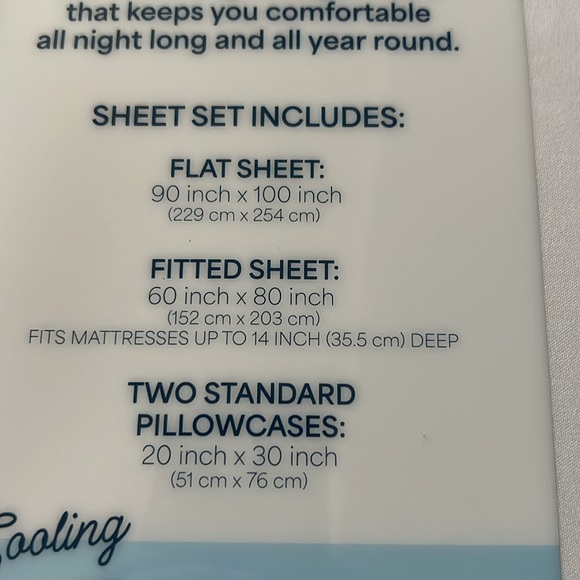 that keeps you comfortable
all night long and all year round.
SHEET SET INCLUDES:
FLAT SHEET:
90 inch x 100 inch
(229 cm x 254 cm)
FITTED SHEET:
60 inch x 80 inch
(152 cm x 203 cm)
FITS MATTRESSES UP TO 14 INCH (35.5 cm) DEEP
TWO STANDARD
PILLOWCASES:
20 inch x 30 inch
(51 cm x 76 cm)
Cooling